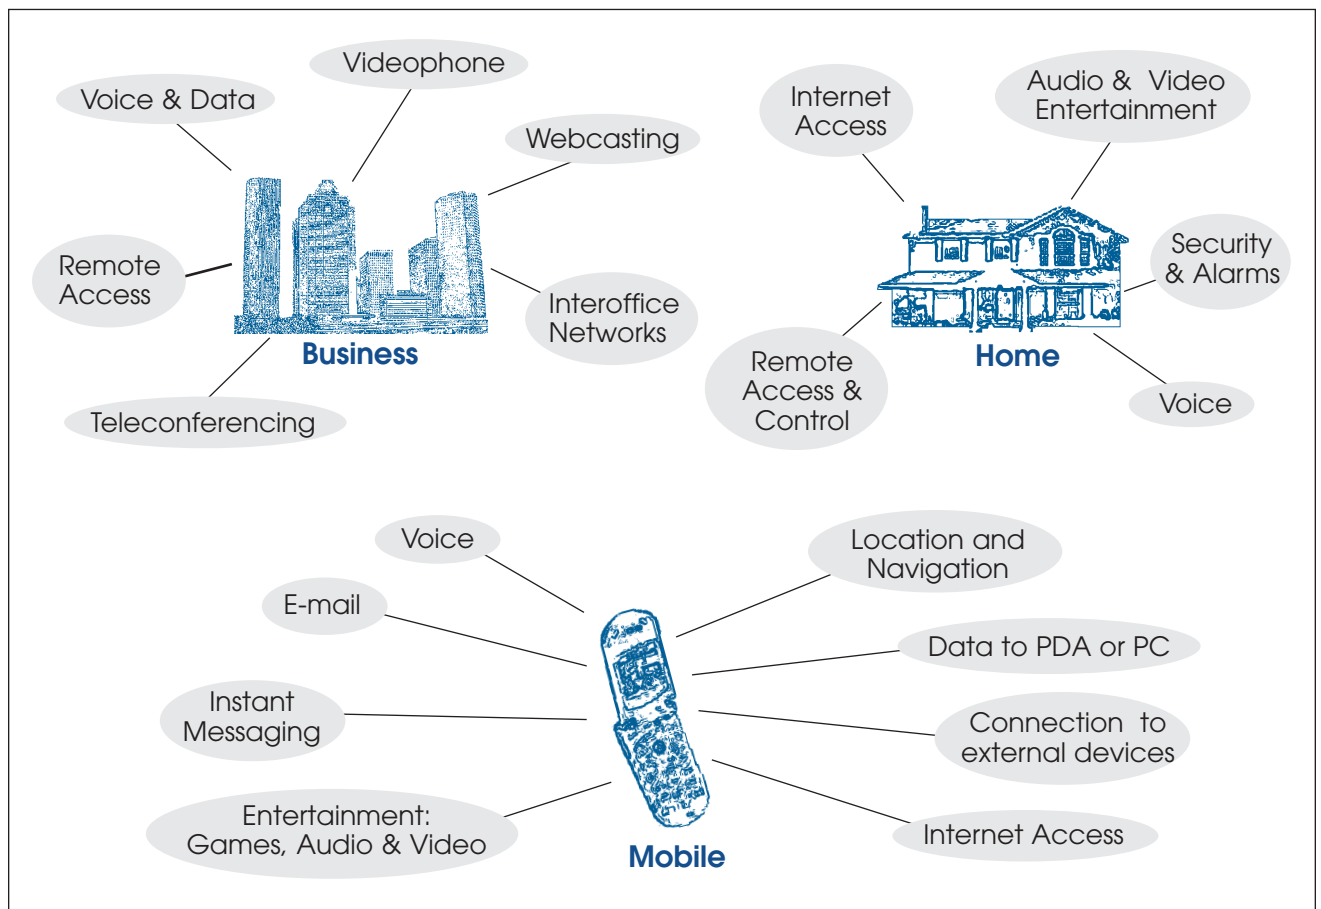 Videophone
Voice & Data
Webcasting
Remote
Access
Interoffice
Networks
Business
Teleconferencing
Internet
Access
Audio & Video
Entertainment
Security
& Alarms
Home
Remote
Access &
Control
Voice
Voice
Location and
Navigation
E-mail
Data to PDA or PC
Instant
Messaging
Connection to
external devices
Entertainment:
Games, Audio & Video
Internet Access
Mobile